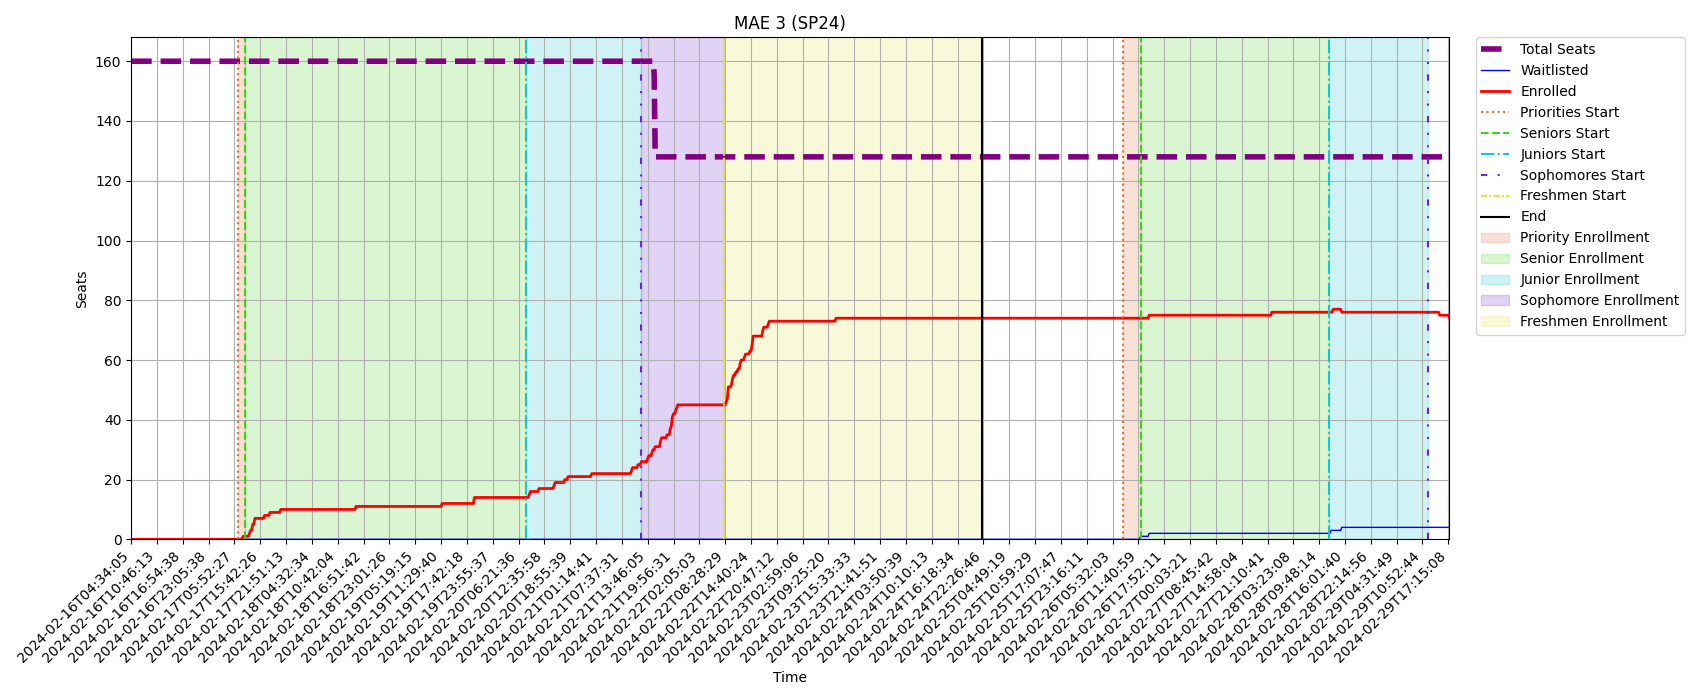 MAE 3 (SP24)
Seats
160
140
120
100
80
60
40
20
0
2024-02-16T04:34:05
2024-02-16T10:46:13
2024-02-16T16:54:38
2024-02-16T23:05:38
2024-02-17T05:52:27
2024-02-17T15:42:26
2024-02-17T21:51:13
2024-02-18T04:32:34
2024-02-18T10:42:04
2024-02-18T16:51:42
2024-02-18T23:01:26
2024-02-19T05:19:15
2024-02-19T11:29:40
2024-02-19T17:42:18
2024-02-19T23:55:37
2024-02-20T06:21:36
2024-02-20T12:35:58
2024-02-20T18:55:39
2024-02-21T01:14:41
2024-02-21T07:37:31
2024-02-21T13:46:05
2024-02-21T19:56:31
2024-02-22T02:05:03
2024-02-22T08:28:29
2024-02-22T14:40:24
2024-02-22T20:47:12
2024-02-23T02:59:06
2024-02-23T09:25:20
2024-02-23T15:33:33
2024-02-23T21:41:51
2024-02-24T03:50:39
2024-02-24T10:10:13
2024-02-24T16:18:34
2024-02-24T22:26:46
2024-02-25T04:49:19
2024-02-25T10:59:29
2024-02-25T17:07:47
2024-02-25T23:16:11
2024-02-26T05:32:03
2024-02-26T11:40:59
2024-02-26T17:52:11
2024-02-27T00:03:21
2024-02-27T08:45:42
2024-02-27T14:58:04
2024-02-27T21:10:41
2024-02-28T03:23:08
2024-02-28T09:48:14
2024-02-28T16:01:40
2024-02-28T22:14:56
2024-02-29T04:31:49
2024-02-29T10:52:44
2024-02-29T17:15:08
Time
Total Seats
Waitlisted
Enrolled
Priorities Start
Seniors Start
Juniors Start
Sophomores Start
Freshmen Start
End
Priority Enrollment
Senior Enrollment
Junior Enrollment
Sophomore Enrollment
Freshmen Enrollment